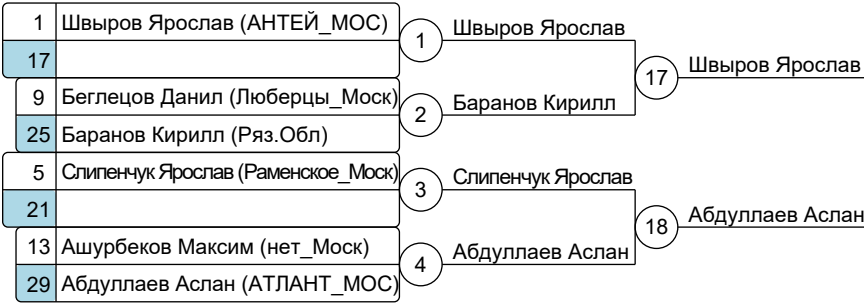 1 Швыров Ярослав (АНТЕЙ_МОС)
1 Швыров Ярослав
17
17 Швыров Ярослав
9 Беглецов Данил (Люберцы_Моск)
2 Баранов Кирилл
25 Баранов Кирилл (Ряз.Обл)
5 Слипенчук Ярослав (Раменское_Моск)
3 Слипенчук Ярослав
21
18 Абдуллаев Аслан
13 Ашурбеков Максим (нет_Моск)
4 Абдуллаев Аслан
29 Абдуллаев Аслан (АТЛАНТ_МОС)